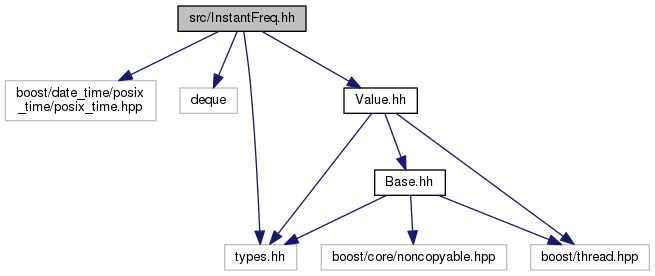 src/InstantFreq.hh
boost/date_time/posix
_time/posix_time.hpp
deque
Value.hh
Base.hh
types.hh
boost/core/noncopyable.hpp
boost/thread.hpp